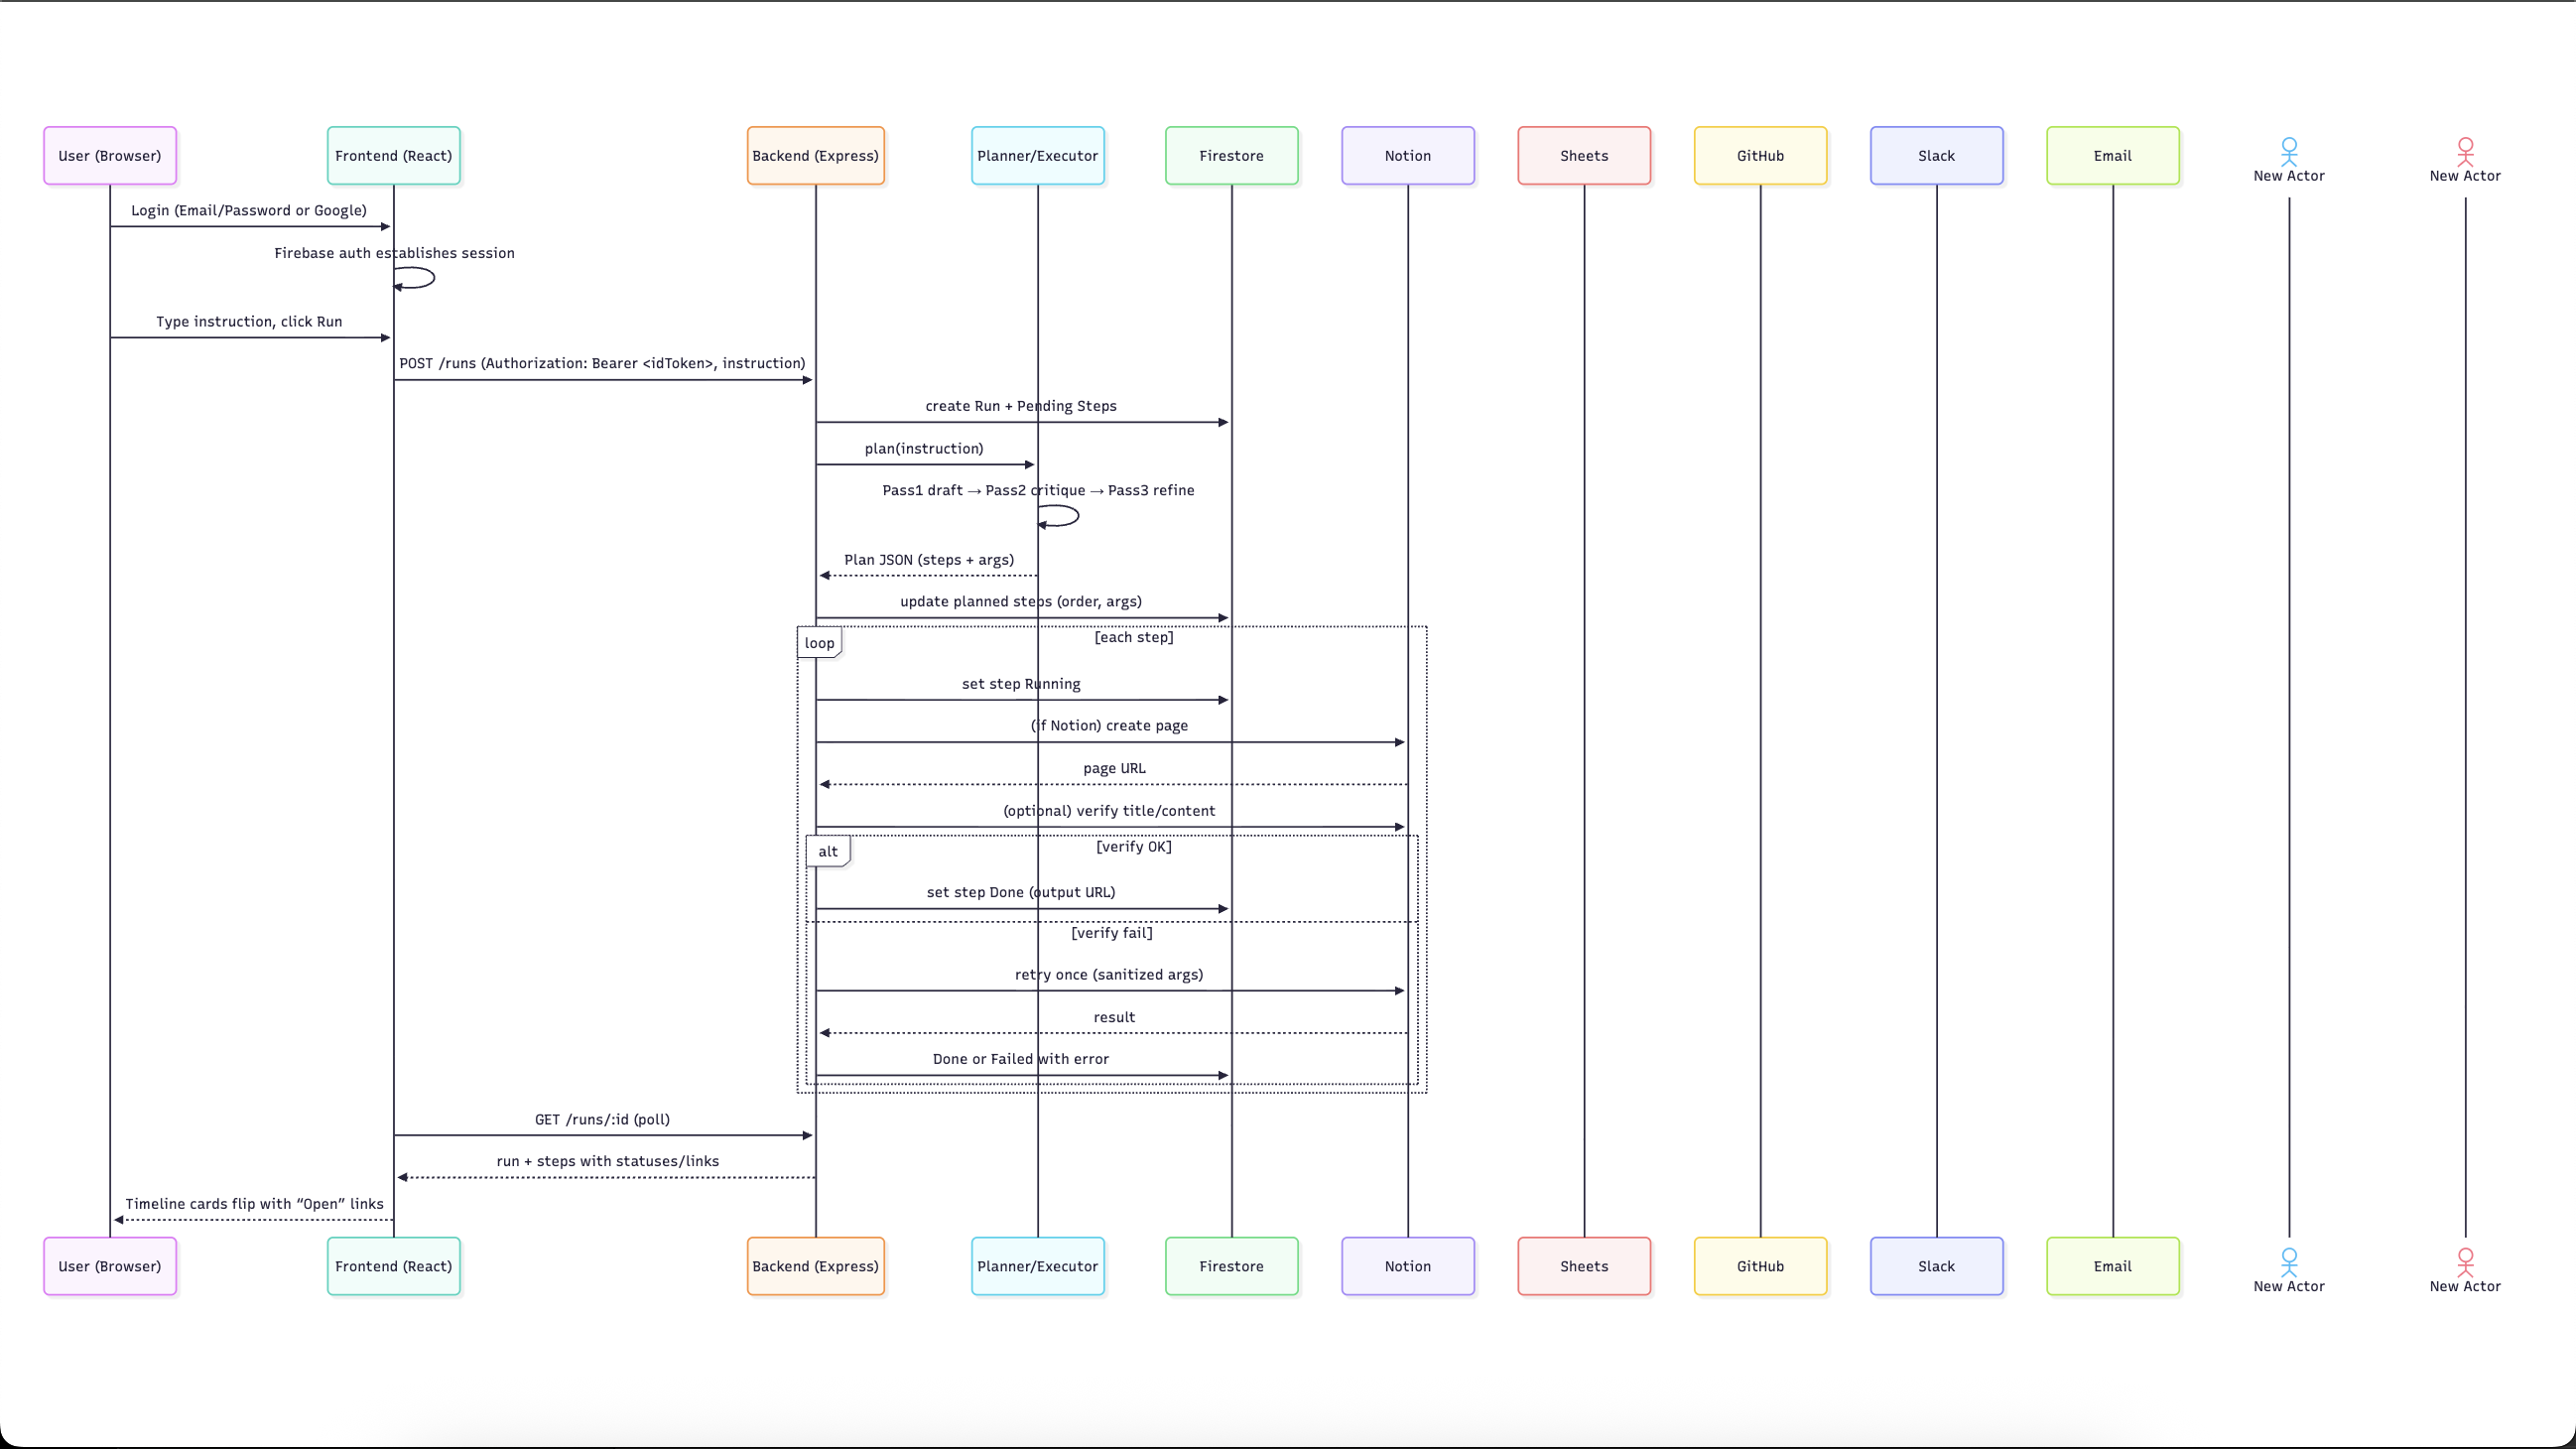 User (Browser)
Frontend (React)
Backend (Express)
Planner/Executor
Firestore
Notion
Sheets
GitHub
Slack
Email
New Actor
New Actor
Login (Email/Password or Google)
Firebase auth establishes session
Type instruction, click Run
POST /runs (Authorization: Bearer <idToken>, instruction)
create Run + Pending Steps
plan(instruction)
Pass1 draft → Pass2 critique → Pass3 refine
Plan JSON (steps + args)
update planned steps (order, args)
loop
[each step]
set step Running
(if Notion) create page
page URL
(optional) verify title/content
alt
[verify OK]
set step Done (output URL)
[verify fail]
retry once (sanitized args)
result
Done or Failed with error
GET /runs/:id (poll)
run + steps with statuses/links
Timeline cards flip with “Open” links
User (Browser)
Frontend (React)
Backend (Express)
Planner/Executor
Firestore
Notion
Sheets
GitHub
Slack
Email
New Actor
New Actor